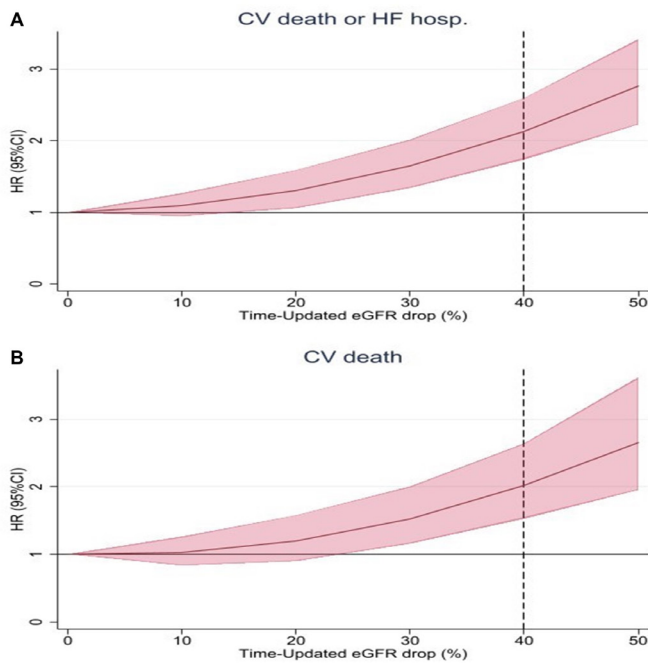 A
CV death or HF hosp.
HR (95%CI)
3
2
1
0
0 10 20 30 40 50
Time-Updated eGFR drop (%)
B
CV death
HR (95%CI)
3
2
1
0
0 10 20 30 40 50
Time-Updated eGFR drop (%)